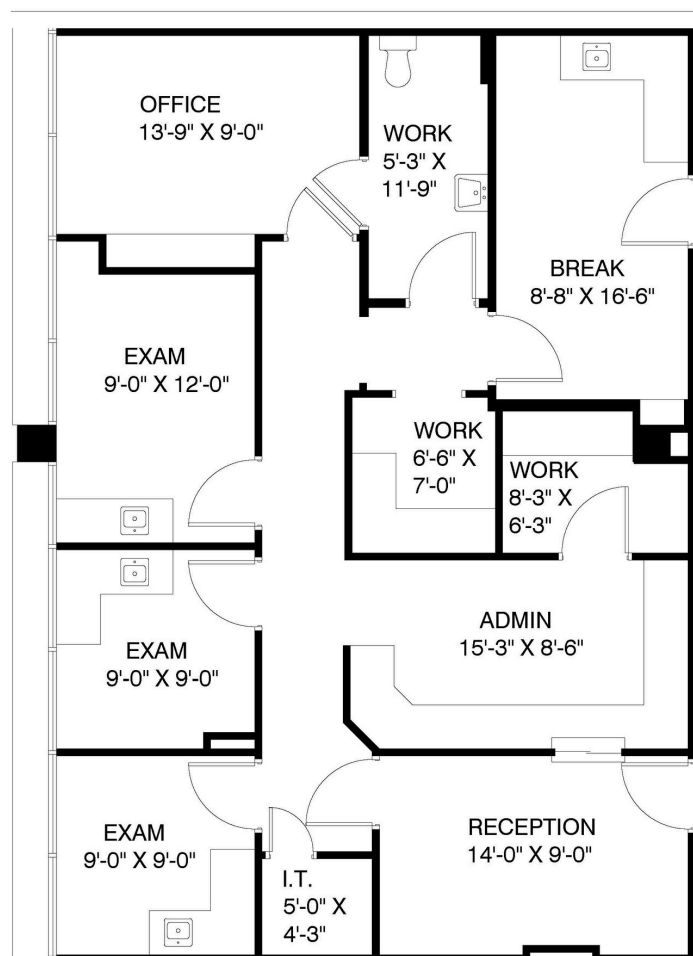 OFFICE
13'-9" X 9'-0"
WORK
5'-3" X
11'-9"
BREAK
8'-8" X 16'-6"
EXAM
9'-0" X 12'-0"
WORK
6'-6" X
7'-0"
WORK
8'-3" X
6'-3"
ADMIN
15'-3" X 8'-6"
EXAM
9'-0" X 9'-0"
EXAM
9'-0" X 9'-0"
I.T.
5'-0" X
4'-3"
RECEPTION
14'-0" X 9'-0"